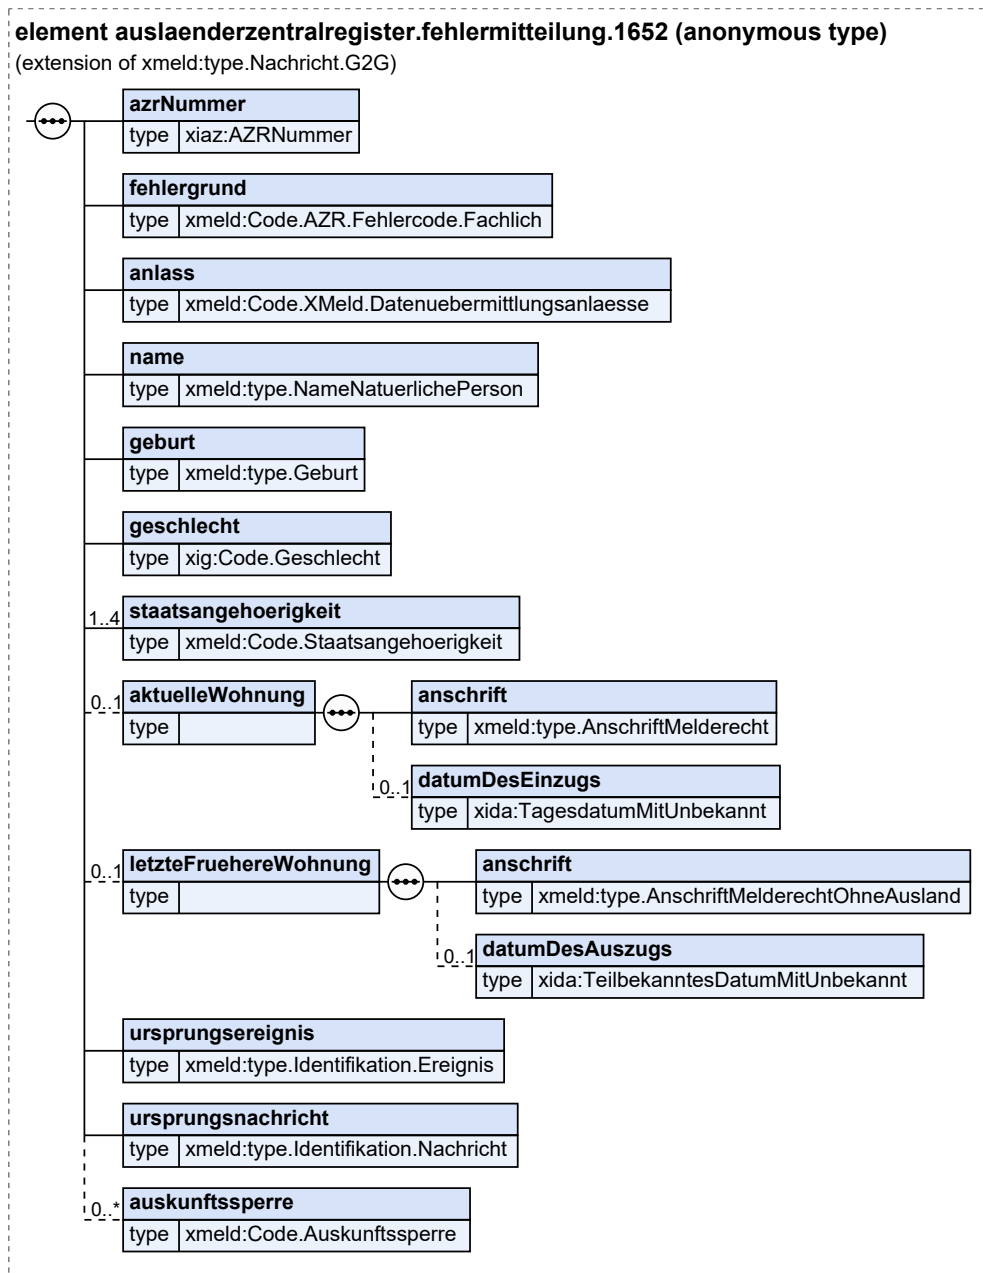 element auslaenderzentralregister.fehlermitteilung.1652 (anonymous type)
(extension of xmeld:type.Nachricht.G2G)
azrNummer
type xiaz:AZRNummer
fehlergrund
type xmeld:Code.AZR.Fehlercode.Fachlich
anlass
type xmeld:Code.XMeld.Datenuebermittlungsanlaesse
name
type xmeld:type.NameNatuerlichePerson
geburt
type xmeld:type.Geburt
geschlecht
type xig:Code.Geschlecht
1..4 staatsangehoerigkeit
type xmeld:Code.Staatsangehoerigkeit
0..1 aktuelleWohnung
type
anschrift
type xmeld:type.AnschriftMelderecht
0..1 datumDesEinzugs
type xida:TagesdatumMitUnbekannt
0..1 letzteFruehereWohnung
type
anschrift
type xmeld:type.AnschriftMelderechtOhneAusland
0..1 datumDesAuszugs
type xida:TeilbekanntesDatumMitUnbekannt
ursprungsereignis
type xmeld:type.Identifikation.Ereignis
ursprungsnachricht
type xmeld:type.Identifikation.Nachricht
0..* auskunftssperre
type xmeld:Code.Auskunftssperre